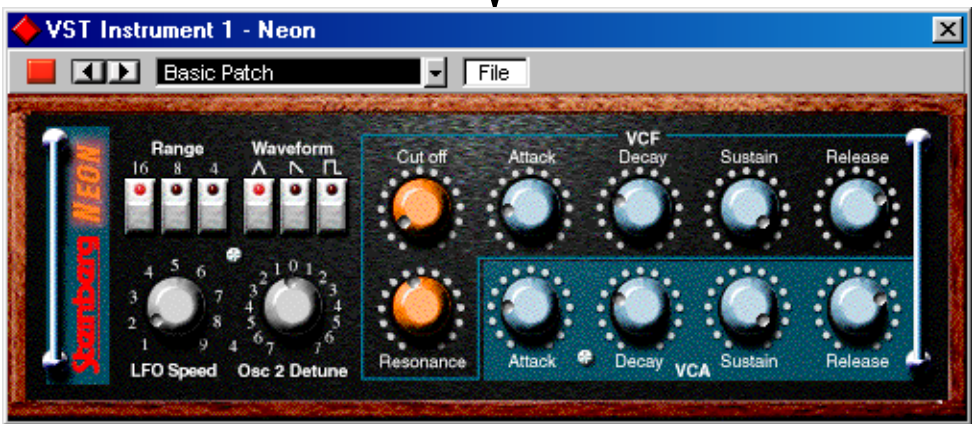 VST Instrument 1 - Neon
Basic Patch
File
Steinberg NEON
Range
16 8 4
Waveform
VCF
Cut off Attack Decay Sustain Release
1 2 3 4 5 6 7 8 9
LFO Speed
4 6 7 5 4 3 2 1 0 1 2 3 4 5 6 7
Osc 2 Detune
Resonance
Attack Decay Sustain Release
VCA